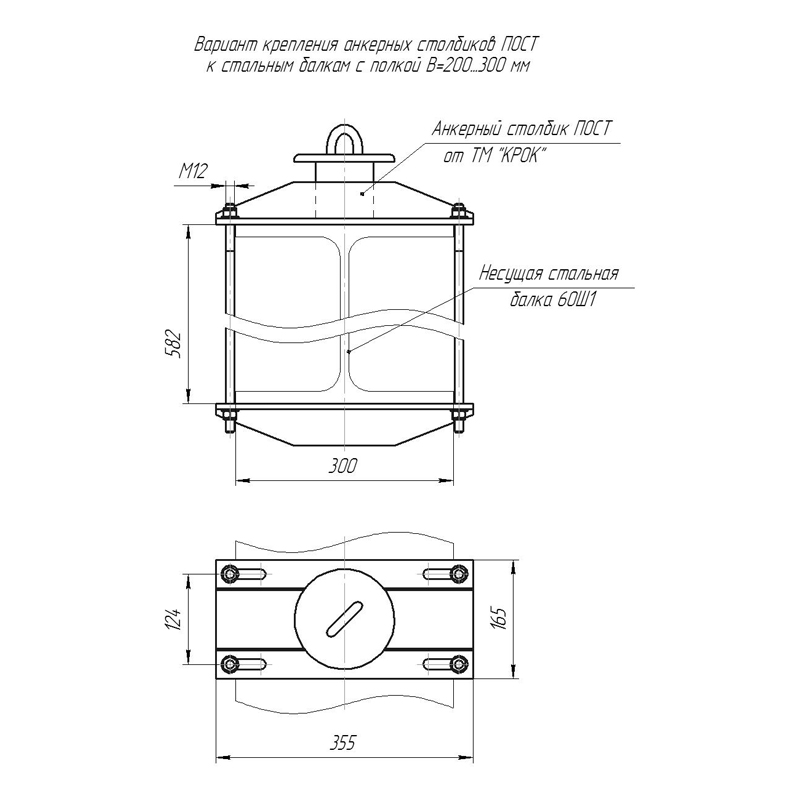 Вариант крепления анкерных столбиков ПОСТ
к стальным балкам с полкой В=200...300 мм
Анкерный столбик ПОСТ
от ТМ "КРОК"
М12
Несущая стальная
балка 60Ш1
582
300
124
165
355